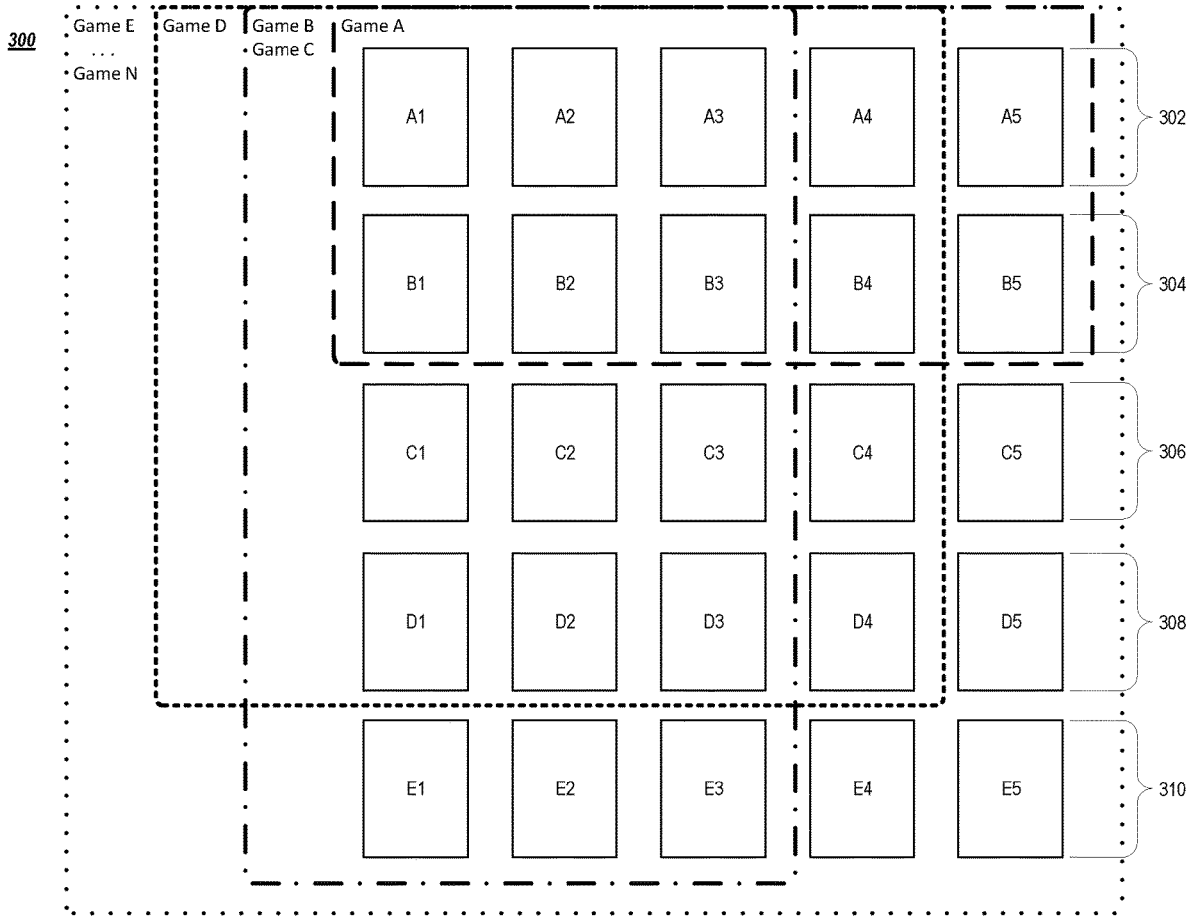 300
Game E
...
Game N
Game D
Game B
Game C
Game A
A1 A2 A3 A4 A5 302
B1 B2 B3 B4 B5 304
C1 C2 C3 C4 C5 306
D1 D2 D3 D4 D5 308
E1 E2 E3 E4 E5 310